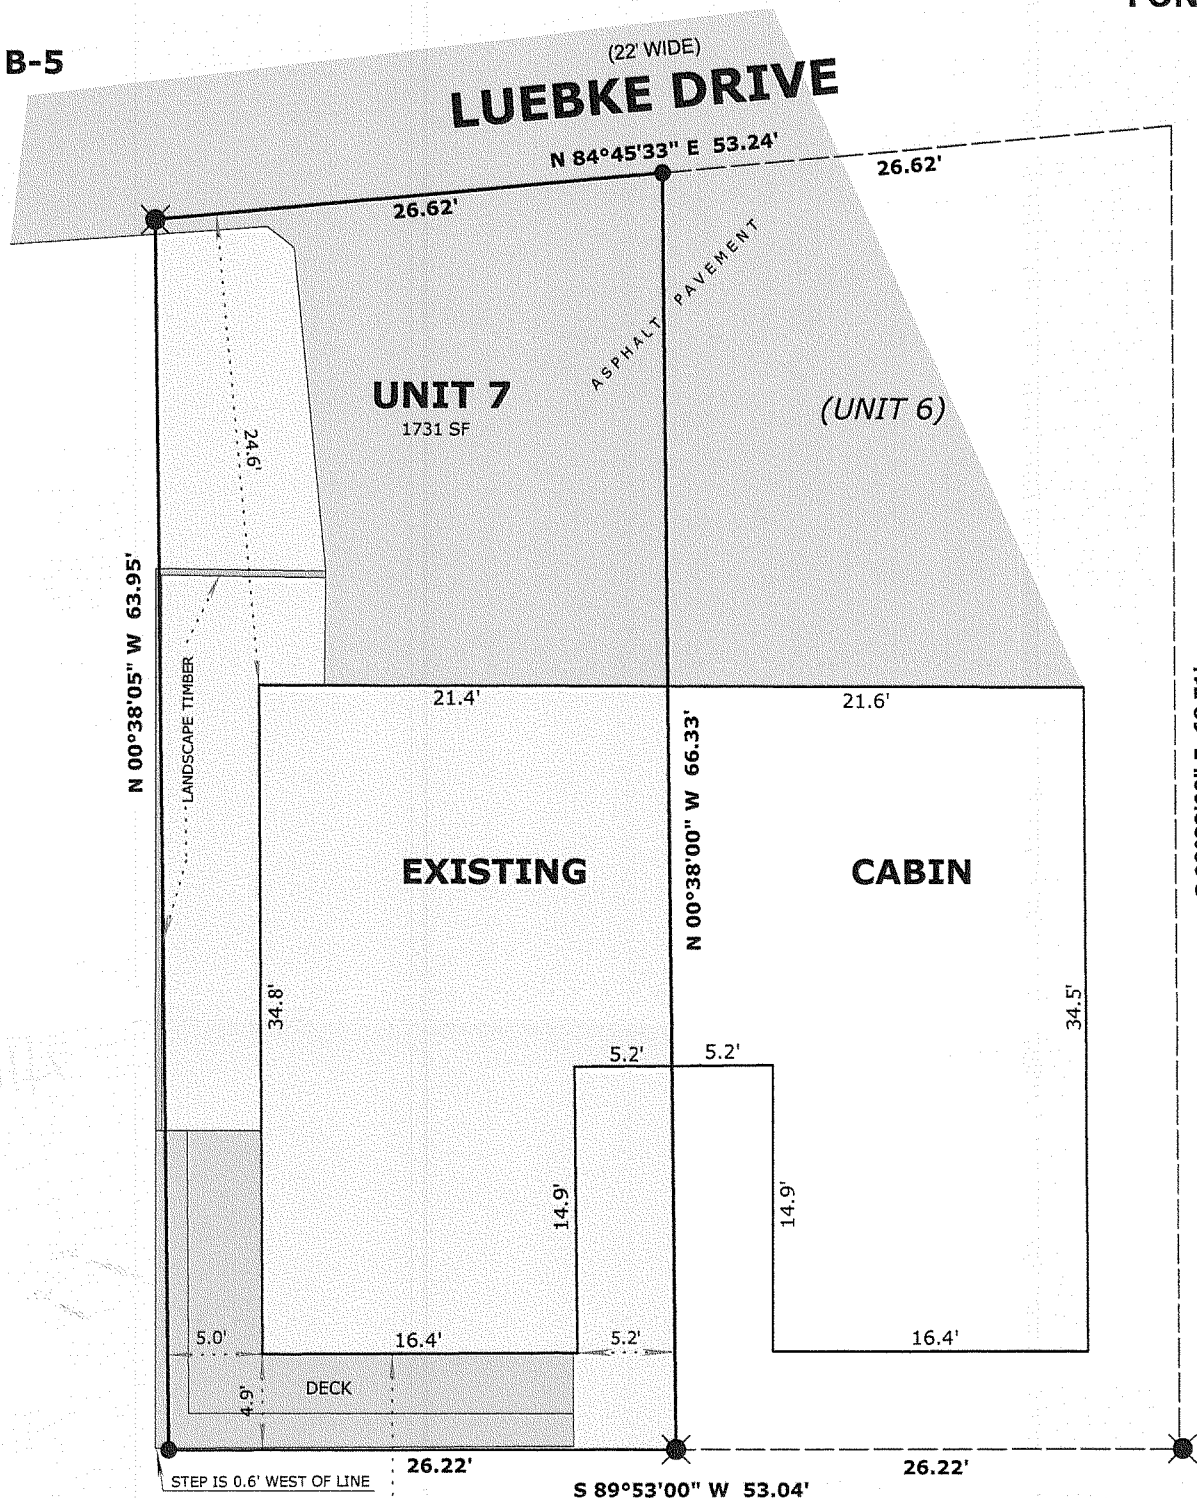 B-5
(22' WIDE)
LUEBKE DRIVE
N 84°45'33" E 53.24'
26.62'
26.62'
ASPHALT PAVEMENT
UNIT 7
1731 SF
(UNIT 6)
24.6'
N 00°38'05" W 63.95'
LANDSCAPE TIMBER
21.4'
21.6'
N 00°38'00" W 66.33'
EXISTING
CABIN
34.8'
34.5'
5.2'
5.2'
14.9'
14.9'
5.0'
16.4'
5.2'
16.4'
4.9'
DECK
26.22'
26.22'
STEP IS 0.6' WEST OF LINE
S 89°53'00" W 53.04'